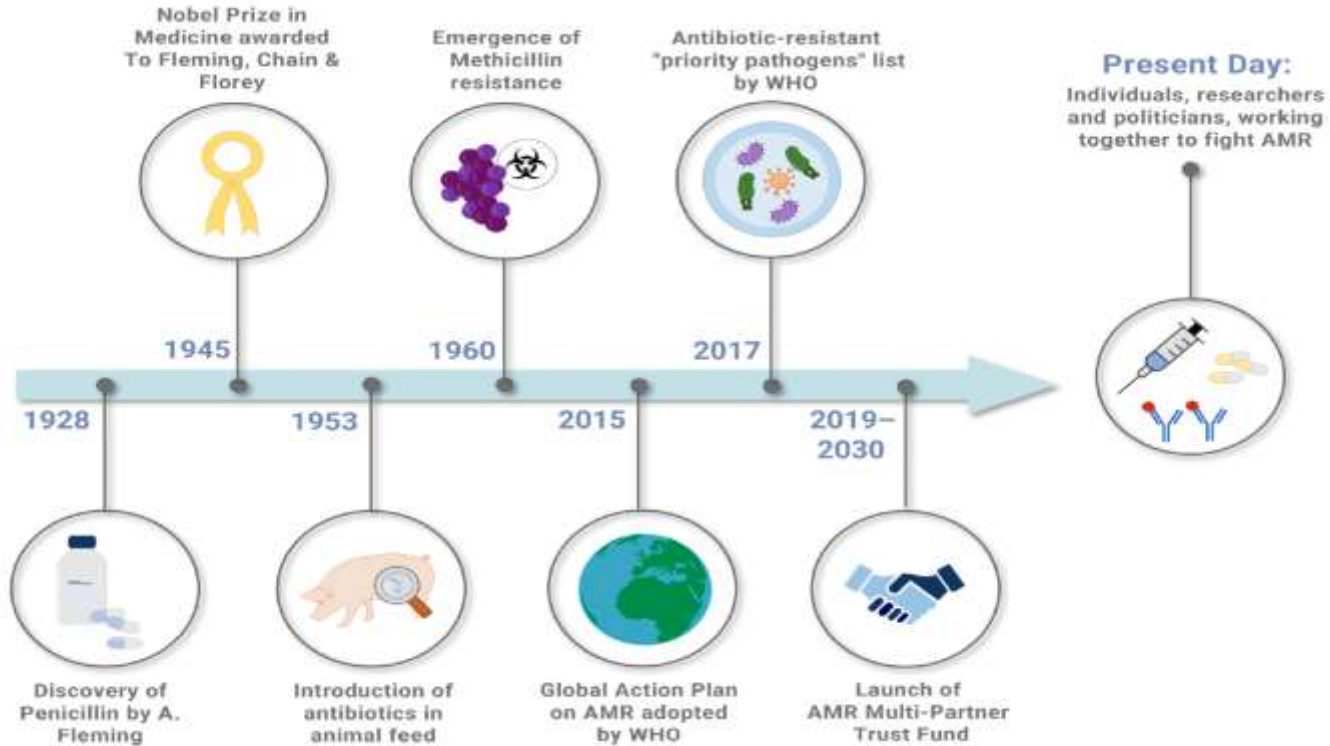 Nobel Prize in
Medicine awarded
To Fleming, Chain &
Florey
Emergence of
Methicillin
resistance
Antibiotic-resistant
"priority pathogens" list
by WHO
Present Day:
Individuals, researchers
and politicians, working
together to fight AMR
1945
1960
2017
1928
1953
2015
2019–
2030
Discovery of
Penicillin by A.
Fleming
Introduction of
antibiotics in
animal feed
Global Action Plan
on AMR adopted
by WHO
Launch of
AMR Multi-Partner
Trust Fund